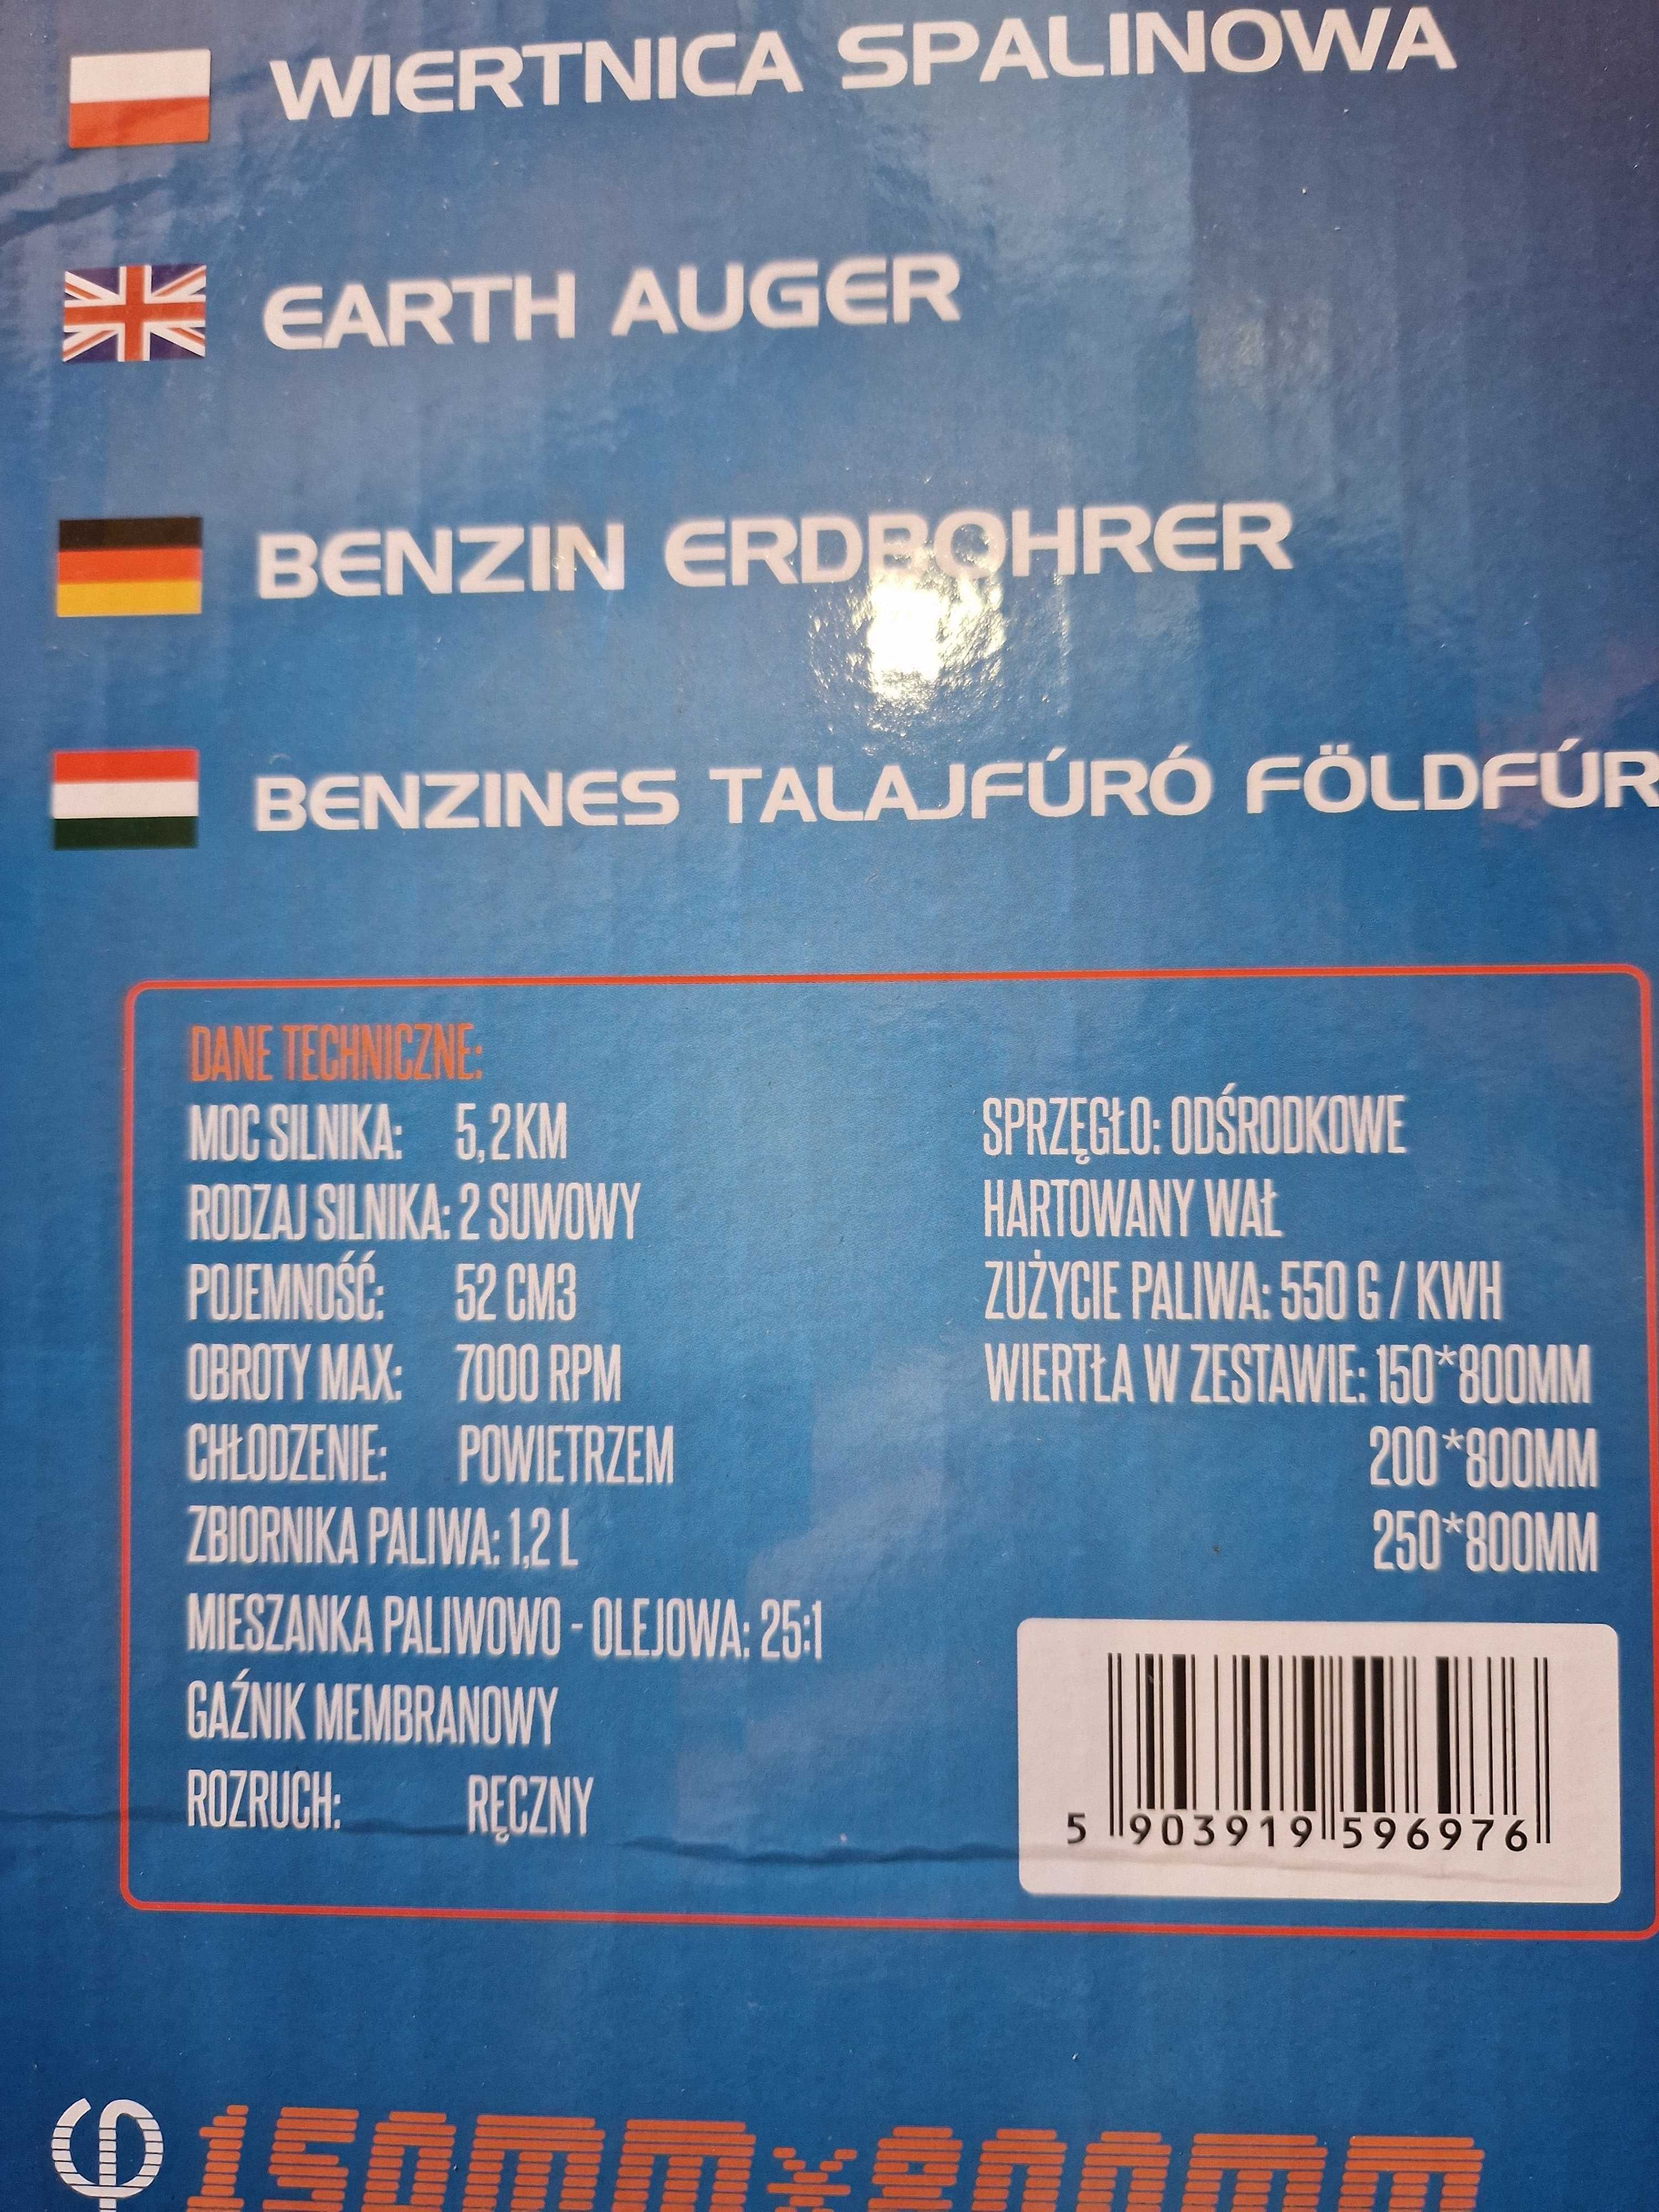 WIERTNICA SPALINOWA
EARTH AUGER
BENZIN ERDBOHRER
BENZINES TALAJFÚRÓ FÖLDFÚR
DANE TECHNICZNE:
MOC SILNIKA: 5,2KM
RODZAJ SILNIKA: 2 SUWOWY
POJEMNOŚĆ: 52 CM3
OBROTY MAX: 7000 RPM
CHŁODZENIE: POWIETRZEM
ZBIORNIKA PALIWA: 1,2 L
MIESZANKA PALIWOWO - OLEJOWA: 25:1
GAŹNIK MEMBRANOWY
ROZRUCH: RĘCZNY
SPRZĘGŁO: ODŚRODKOWE
HARTOWANY WAŁ
ZUŻYCIE PALIWA: 550 G / KWH
WIERTŁA W ZESTAWIE: 150*800MM
200*800MM
250*800MM
5 903919 596976
φ 150MM×800MM